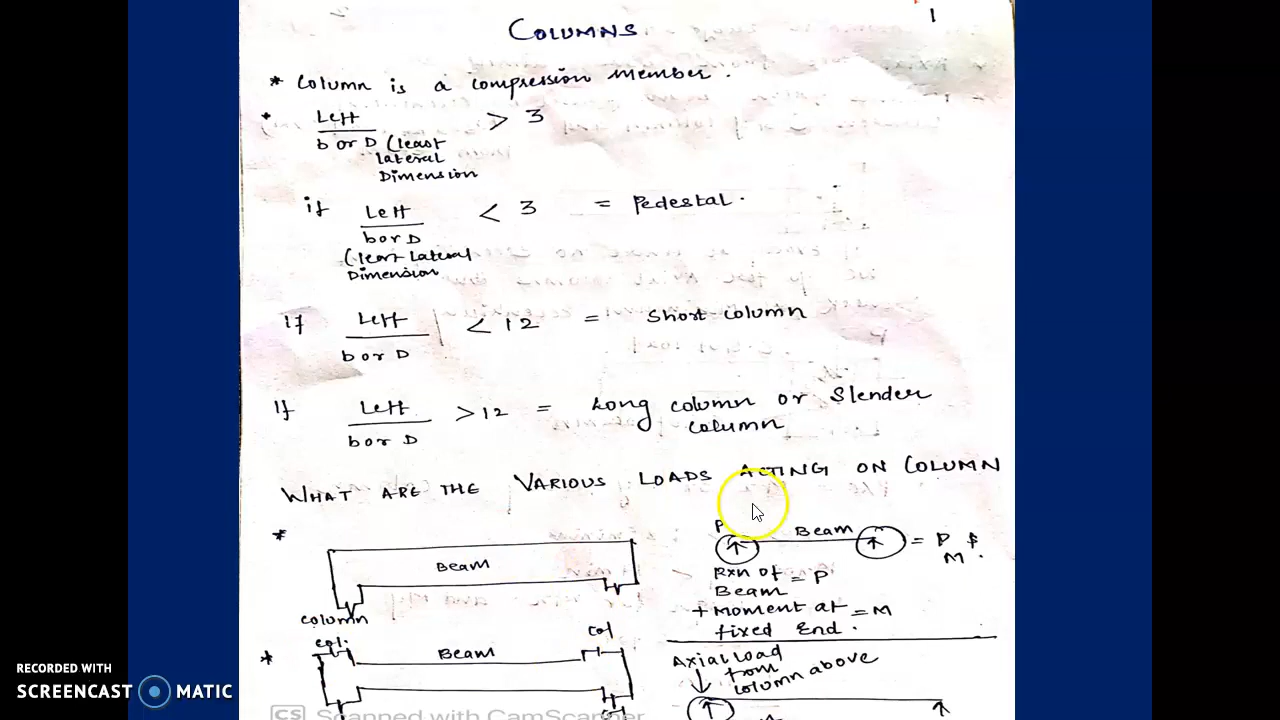 1
COLUMNS
* Column is a compression member.
* Leff / b or D (least lateral Dimension > 3
if Leff / b or D (least lateral Dimension < 3 = Pedestal.
If Leff / b or D < 12 = Short column
If Leff / b or D > 12 = Long column or Slender column
WHAT ARE THE VARIOUS LOADS ACTING ON COLUMN
* Beam
column
P Beam = P & M.
Rxn of Beam = P
+ Moment at fixed End. = M
* col. Beam col
Axial Load from column above
RECORDED WITH
SCREENCAST MATIC
CS Scanned with CamScanner